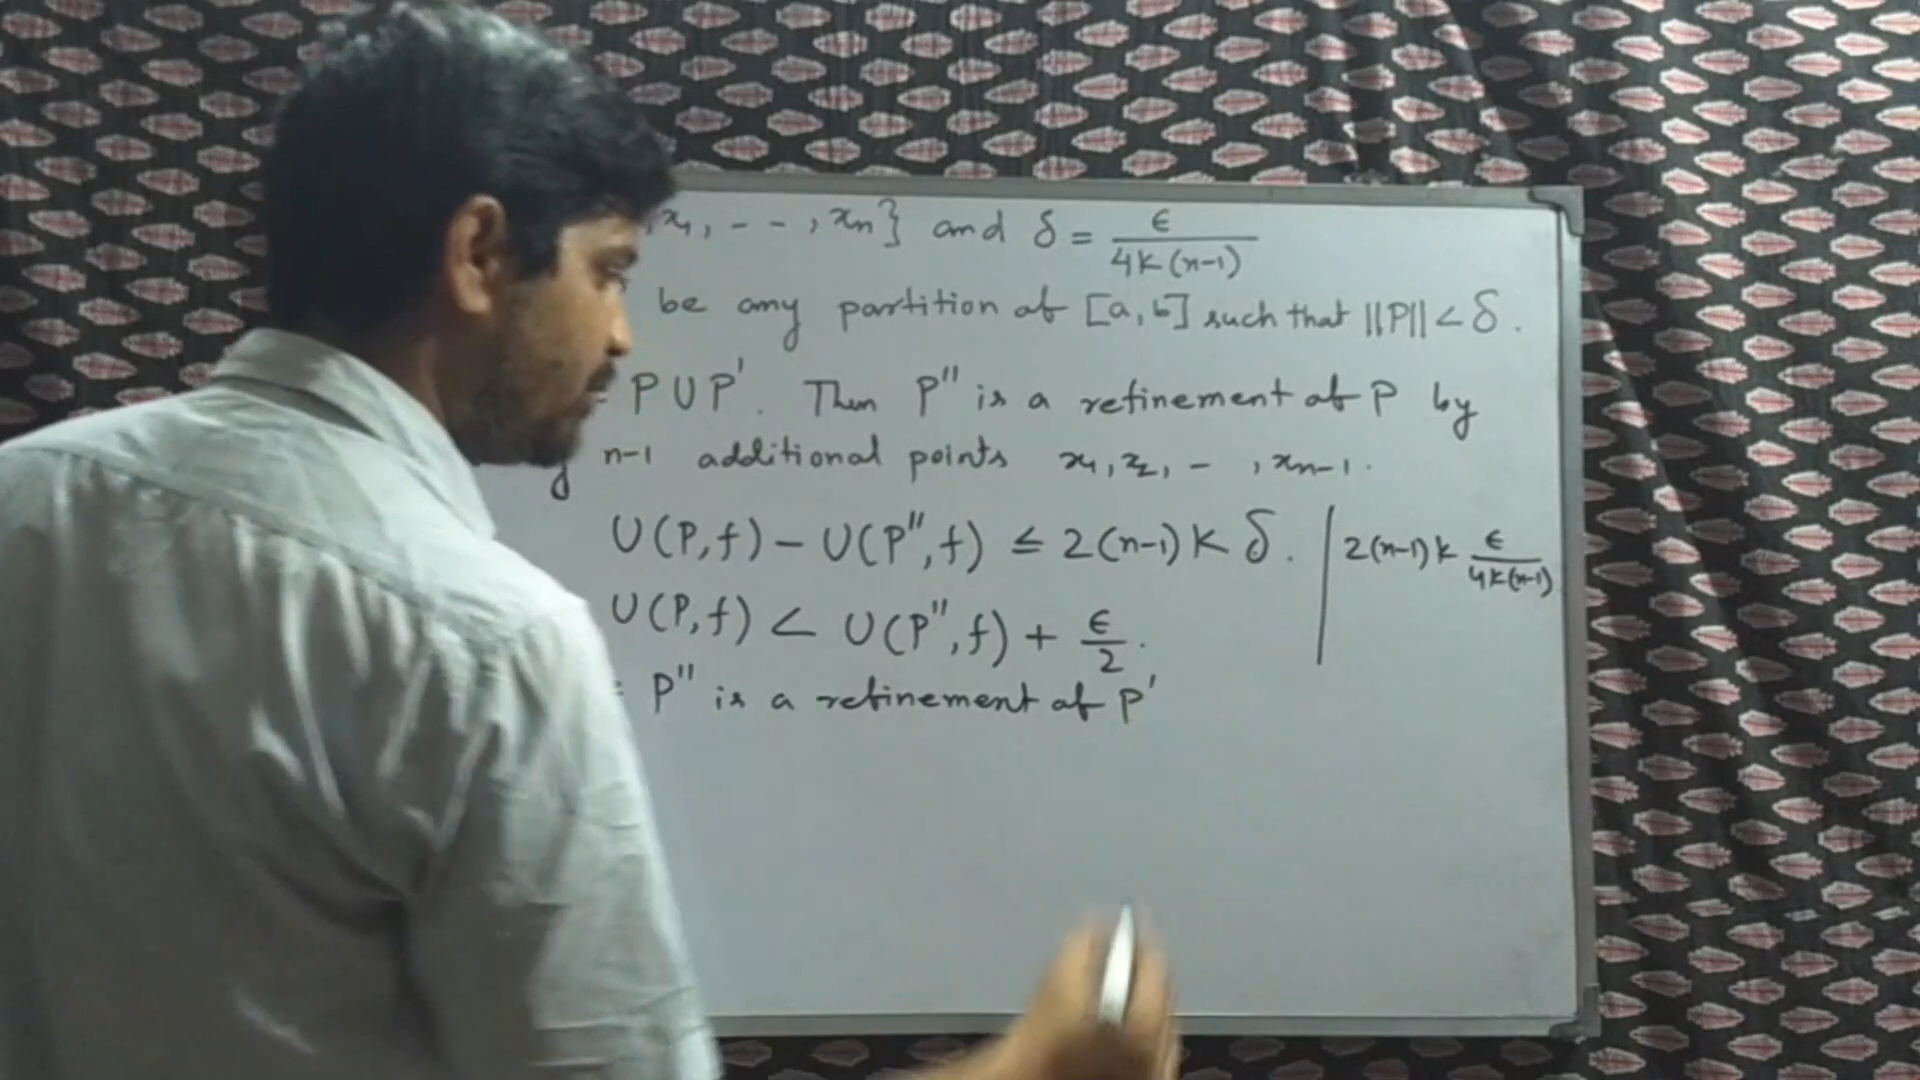 , x1, - - , xn} and δ = ϵ / 4K(n-1)
be any partition of [a, b] such that ||P|| < δ.
P ∪ P'. Then P'' is a refinement of P by
n-1 additional points x1, x2, - , xn-1.
U(P,f) - U(P'',f) ≤ 2(n-1) K δ. | 2(n-1) K ϵ / 4K(n-1)
U(P,f) < U(P'',f) + ϵ / 2.
P'' is a refinement of P'